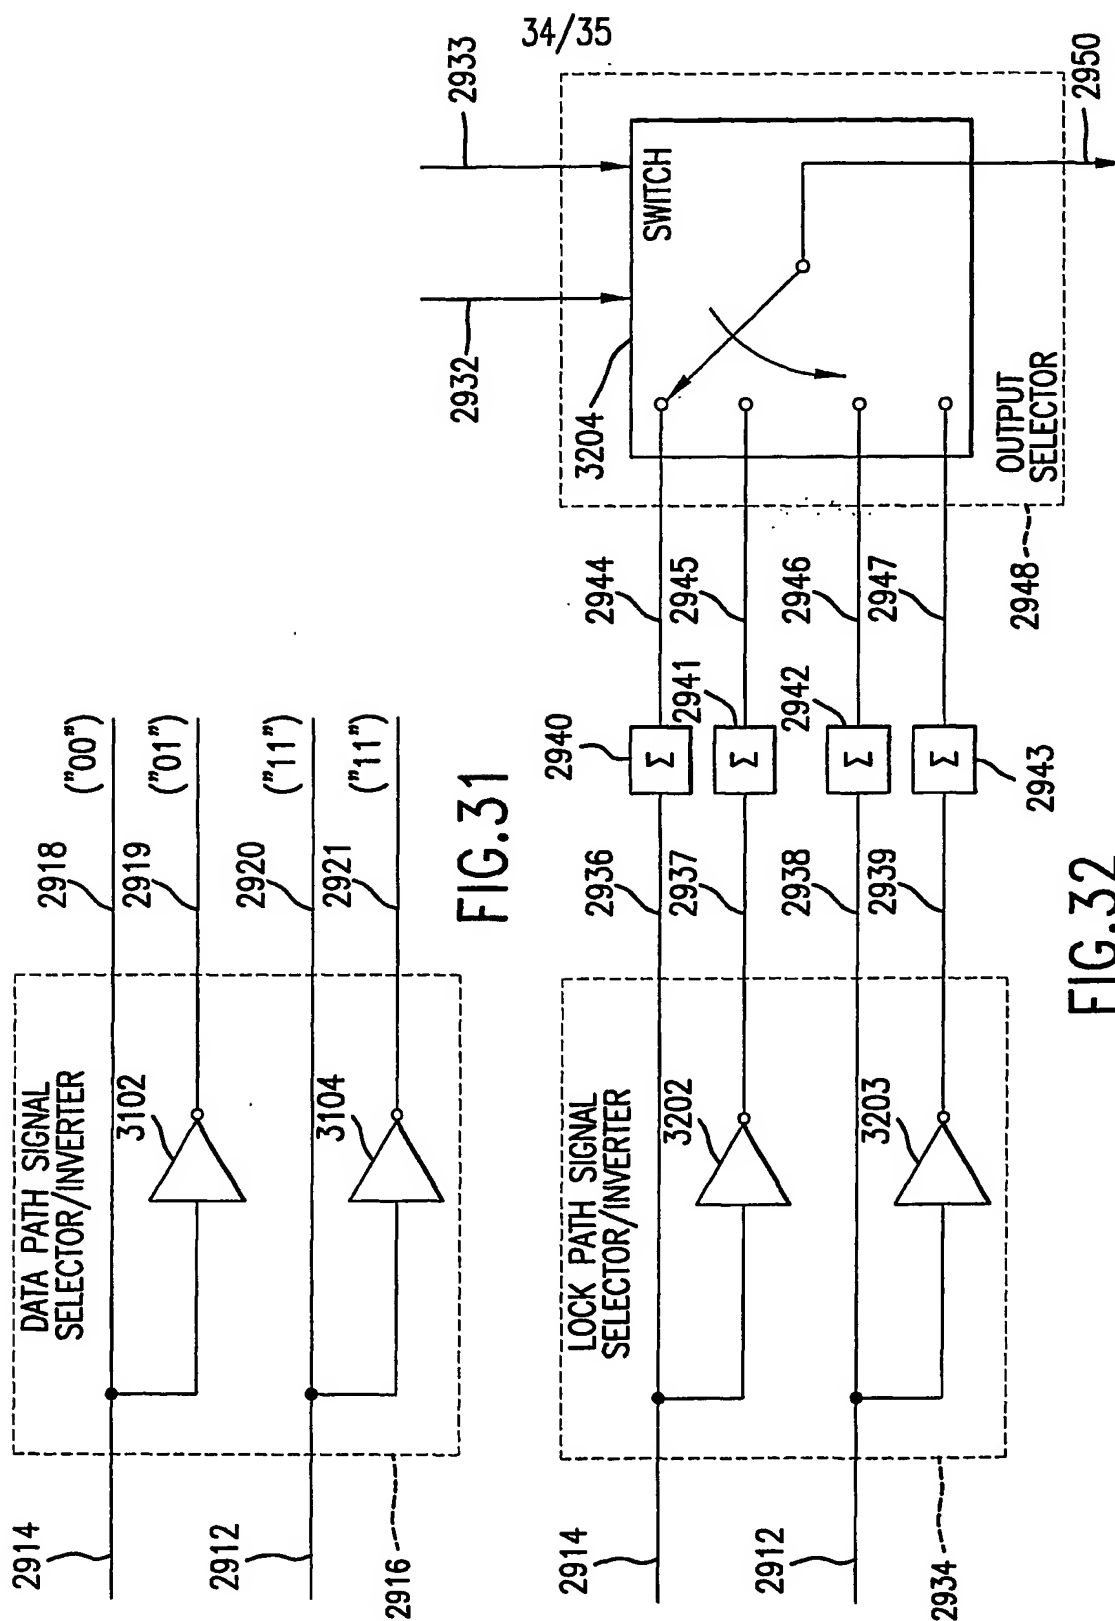 34/35
2914
2912
2916
DATA PATH SIGNAL
SELECTOR/INVERTER
3102
3104
2918
2919
2920
2921
("00")
("01")
("11")
("11")
FIG.31
2914
2912
2934
LOCK PATH SIGNAL
SELECTOR/INVERTER
3202
3203
2936
2937
2938
2939
2940
2941
2942
2943
Σ
Σ
Σ
Σ
2944
2945
2946
2947
2948
3204
2932
2933
SWITCH
OUTPUT
SELECTOR
2950
FIG.32